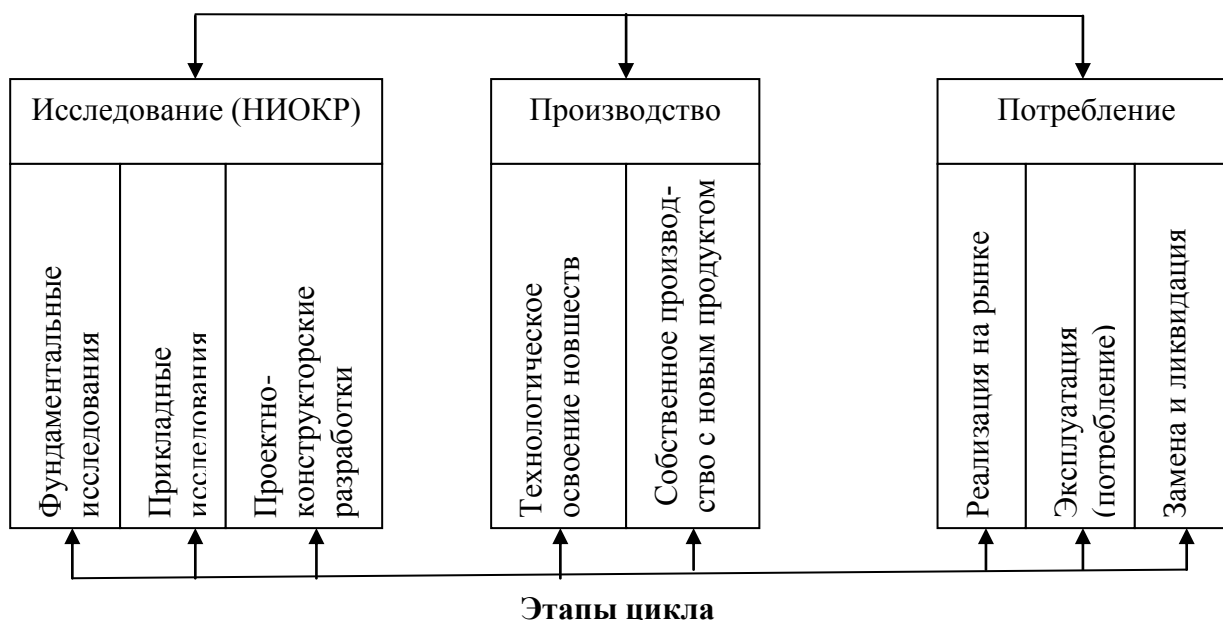 Исследование (НИОКР)
Производство
Потребление
Фундаментальные
исследования
Прикладные
исследования
Проектно-
конструкторские
разработки
Технологическое
освоение новшеств
Собственное производ-
ство с новым продуктом
Реализация на рынке
Эксплуатация
(потребление)
Замена и ликвидация
Этапы цикла